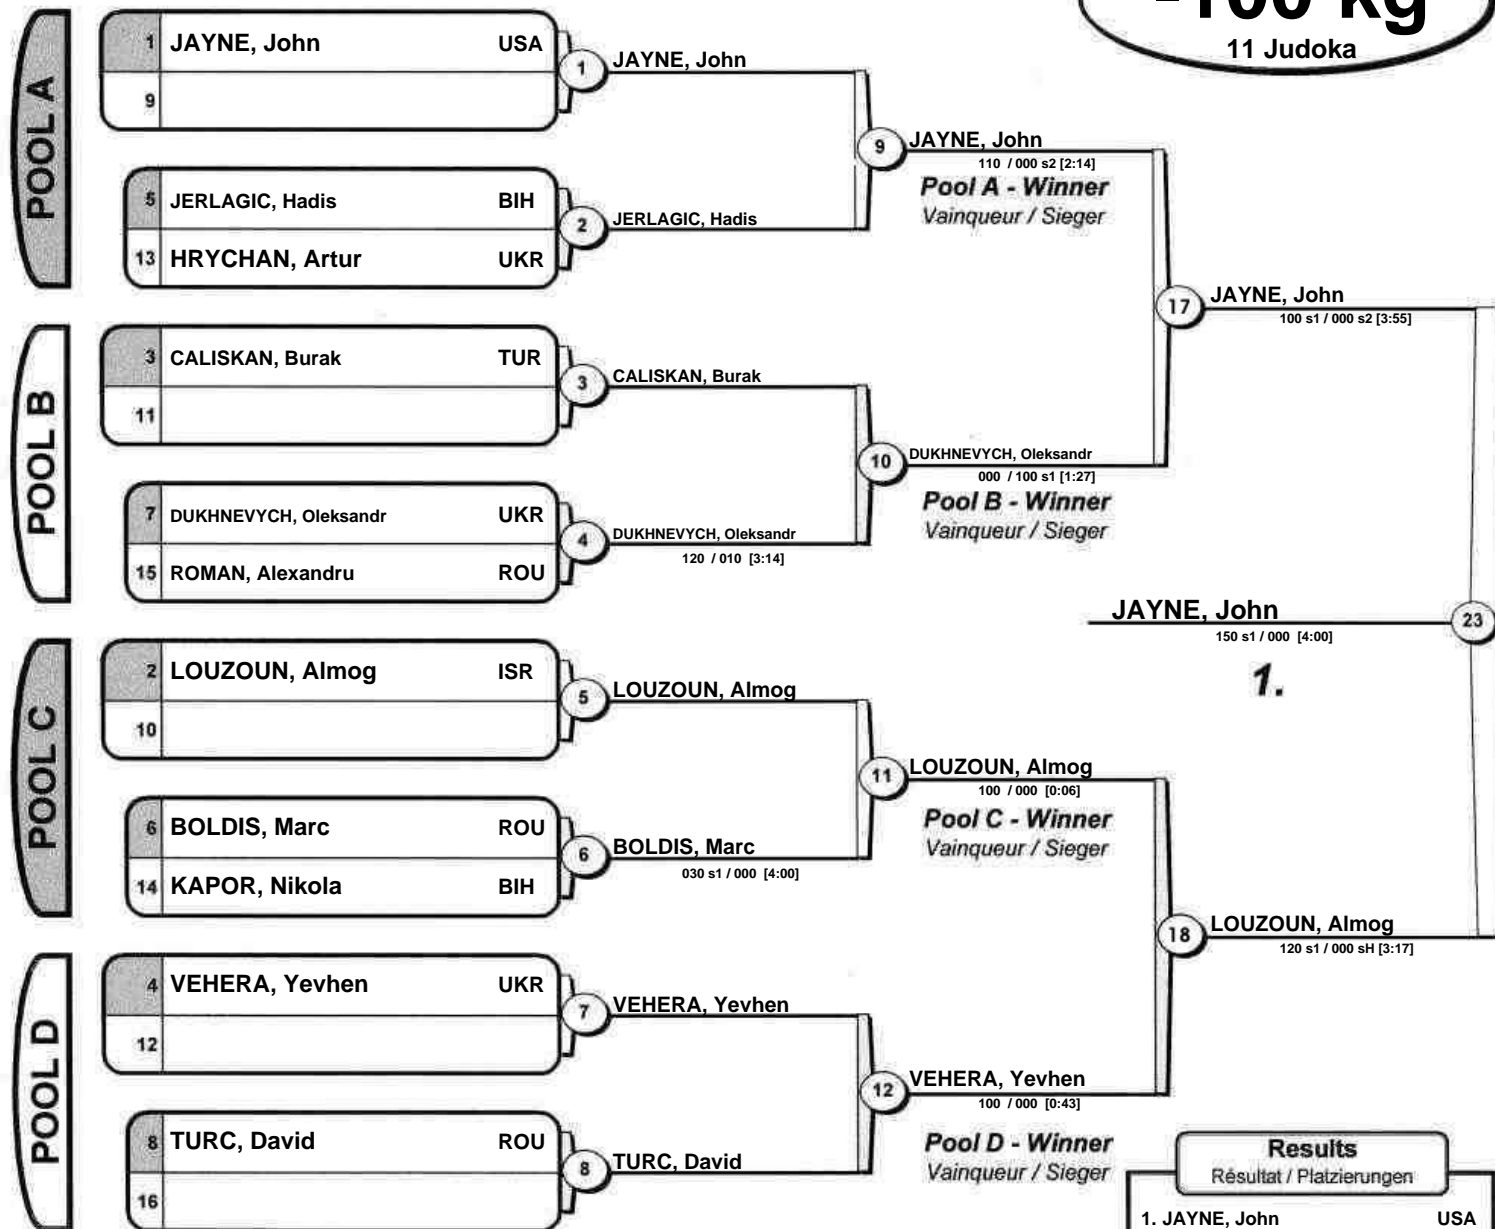 -100 kg
11 Judoka
POOL A
1 JAYNE, John USA
9
1
JAYNE, John
5 JERLAGIC, Hadis BIH
13 HRYCHAN, Artur UKR
2
JERLAGIC, Hadis
9
JAYNE, John
110 / 000 s2 [2:14]
Pool A - Winner
Vainqueur / Sieger
POOL B
3 CALISKAN, Burak TUR
11
3
CALISKAN, Burak
7 DUKHNEVYCH, Oleksandr UKR
15 ROMAN, Alexandru ROU
4
DUKHNEVYCH, Oleksandr
120 / 010 [3:14]
10
DUKHNEVYCH, Oleksandr
000 / 100 s1 [1:27]
Pool B - Winner
Vainqueur / Sieger
17
JAYNE, John
100 s1 / 000 s2 [3:55]
JAYNE, John
150 s1 / 000 [4:00]
1.
23
POOL C
2 LOUZOUN, Almog ISR
10
5
LOUZOUN, Almog
6 BOLDIS, Marc ROU
14 KAPOR, Nikola BIH
6
BOLDIS, Marc
030 s1 / 000 [4:00]
11
LOUZOUN, Almog
100 / 000 [0:06]
Pool C - Winner
Vainqueur / Sieger
18
LOUZOUN, Almog
120 s1 / 000 sH [3:17]
POOL D
4 VEHERA, Yevhen UKR
12
7
VEHERA, Yevhen
8 TURC, David ROU
16
8
TURC, David
12
VEHERA, Yevhen
100 / 000 [0:43]
Pool D - Winner
Vainqueur / Sieger
Results
Résultat / Platzierungen
1. JAYNE, John USA